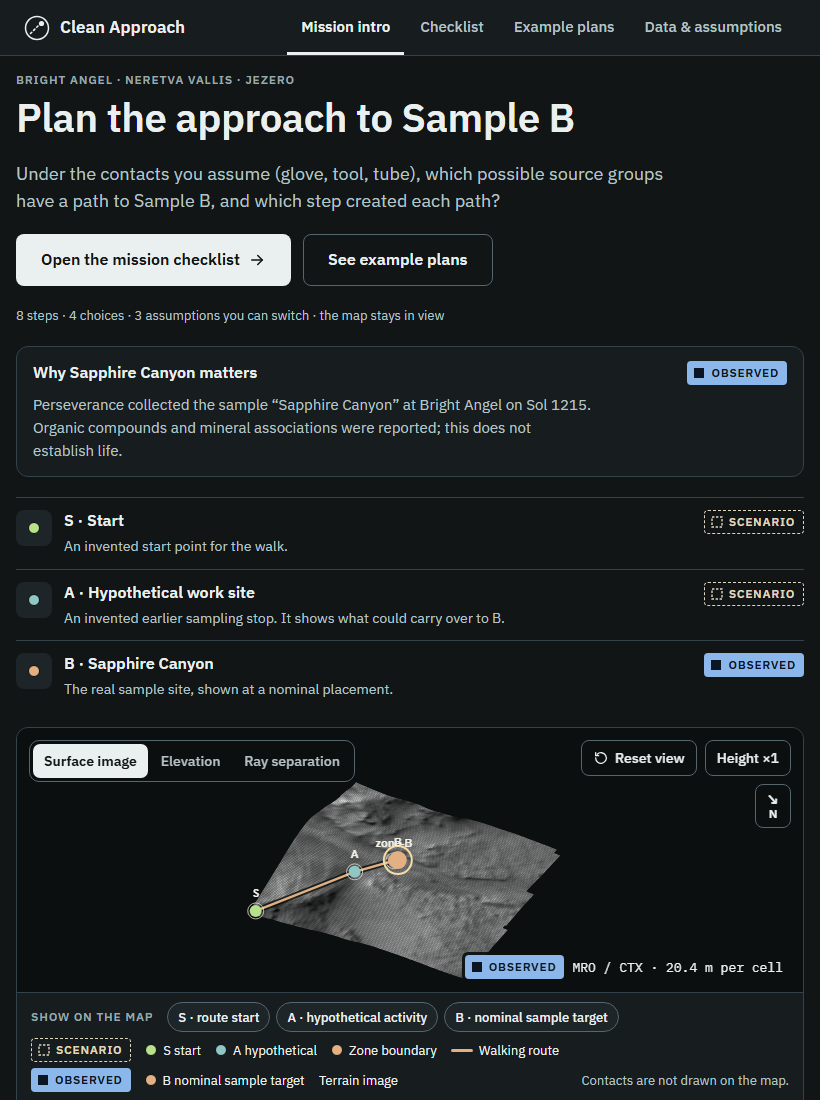 Clean Approach
Mission intro
Checklist
Example plans
Data & assumptions
BRIGHT ANGEL · NERETVA VALLIS · JEZERO
Plan the approach to Sample B
Under the contacts you assume (glove, tool, tube), which possible source groups
have a path to Sample B, and which step created each path?
Open the mission checklist →
See example plans
8 steps · 4 choices · 3 assumptions you can switch · the map stays in view
Why Sapphire Canyon matters
OBSERVED
Perseverance collected the sample “Sapphire Canyon” at Bright Angel on Sol 1215.
Organic compounds and mineral associations were reported; this does not
establish life.
S · Start
SCENARIO
An invented start point for the walk.
A · Hypothetical work site
SCENARIO
An invented earlier sampling stop. It shows what could carry over to B.
B · Sapphire Canyon
OBSERVED
The real sample site, shown at a nominal placement.
Surface image
Elevation
Ray separation
Reset view
Height ×1
↘
N
B
A
S
OBSERVED
MRO / CTX · 20.4 m per cell
SHOW ON THE MAP
S · route start
A · hypothetical activity
B · nominal sample target
SCENARIO
S start
A hypothetical
Zone boundary
Walking route
OBSERVED
B nominal sample target
Terrain image
Contacts are not drawn on the map.